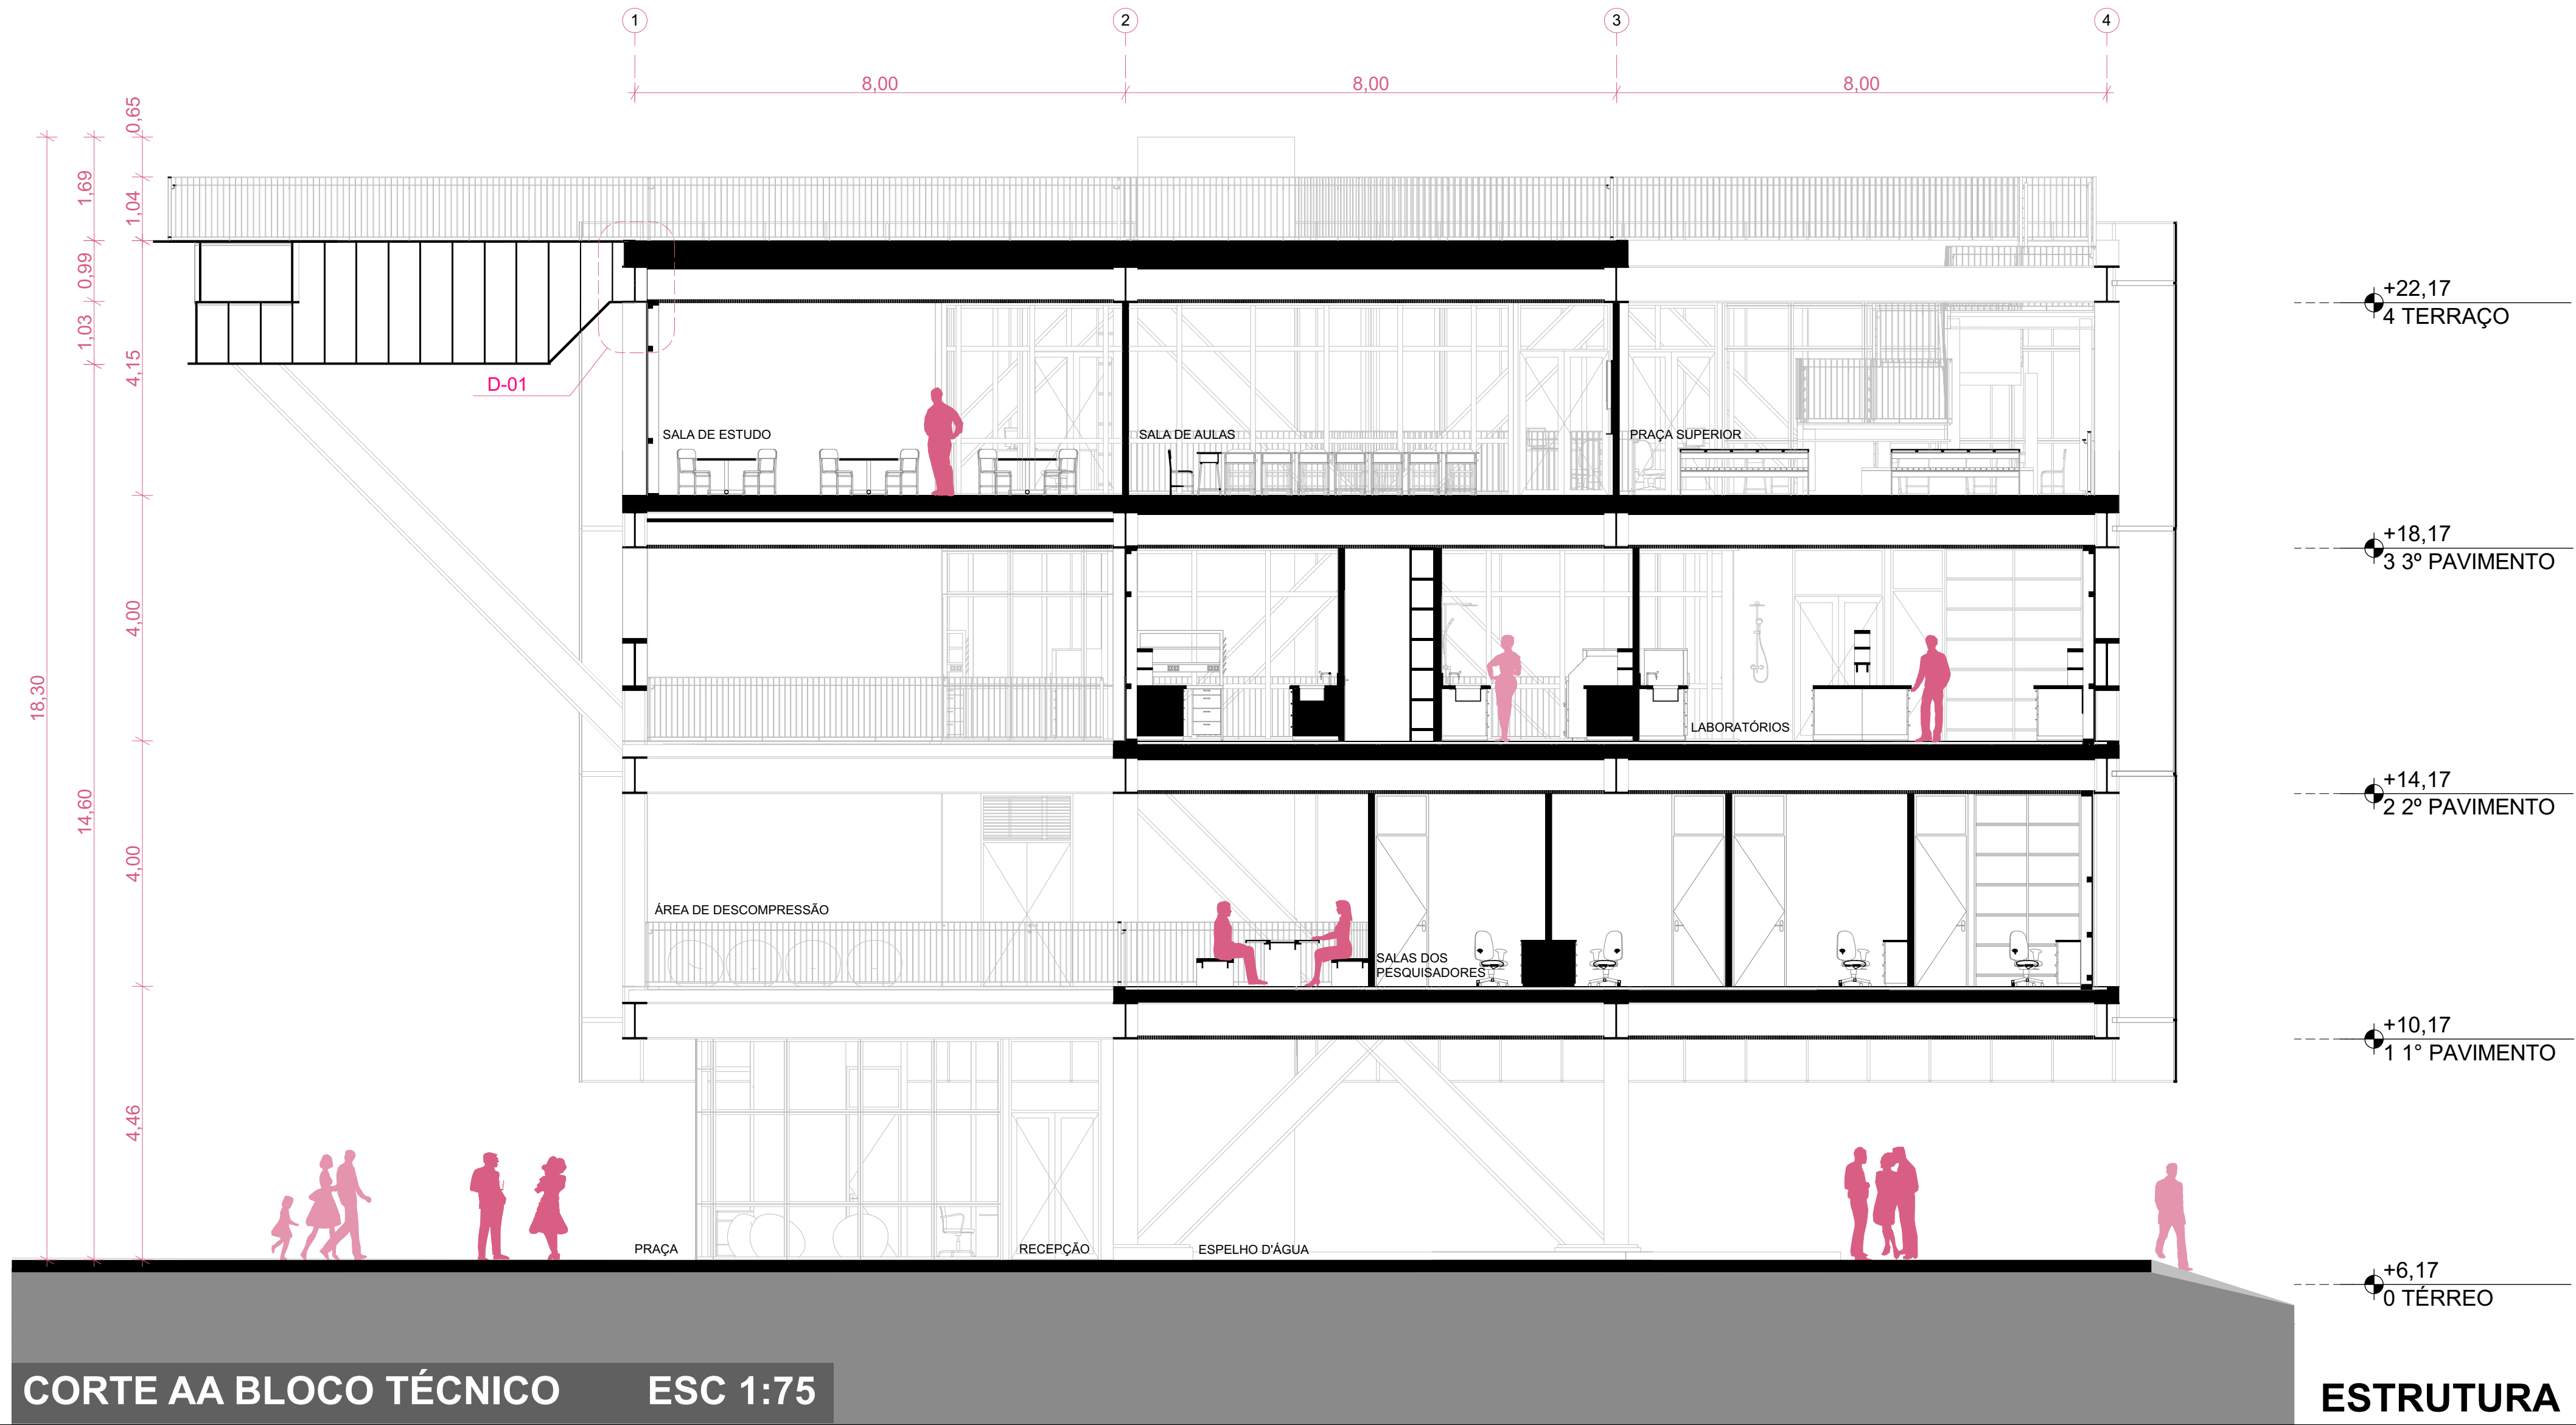 1
2
3
4
8,00
8,00
8,00
0,65
1,69
1,04
0,99
1,03
4,15
4,00
18,30
14,60
4,00
4,46
D-01
SALA DE ESTUDO
SALA DE AULAS
PRAÇA SUPERIOR
LABORATÓRIOS
ÁREA DE DESCOMPRESSÃO
SALAS DOS
PESQUISADORES
PRAÇA
RECEPÇÃO
ESPELHO D'ÁGUA
+22,17
4 TERRAÇO
+18,17
3 3º PAVIMENTO
+14,17
2 2º PAVIMENTO
+10,17
1 1° PAVIMENTO
+6,17
0 TÉRREO
CORTE AA BLOCO TÉCNICO ESC 1:75
ESTRUTURA